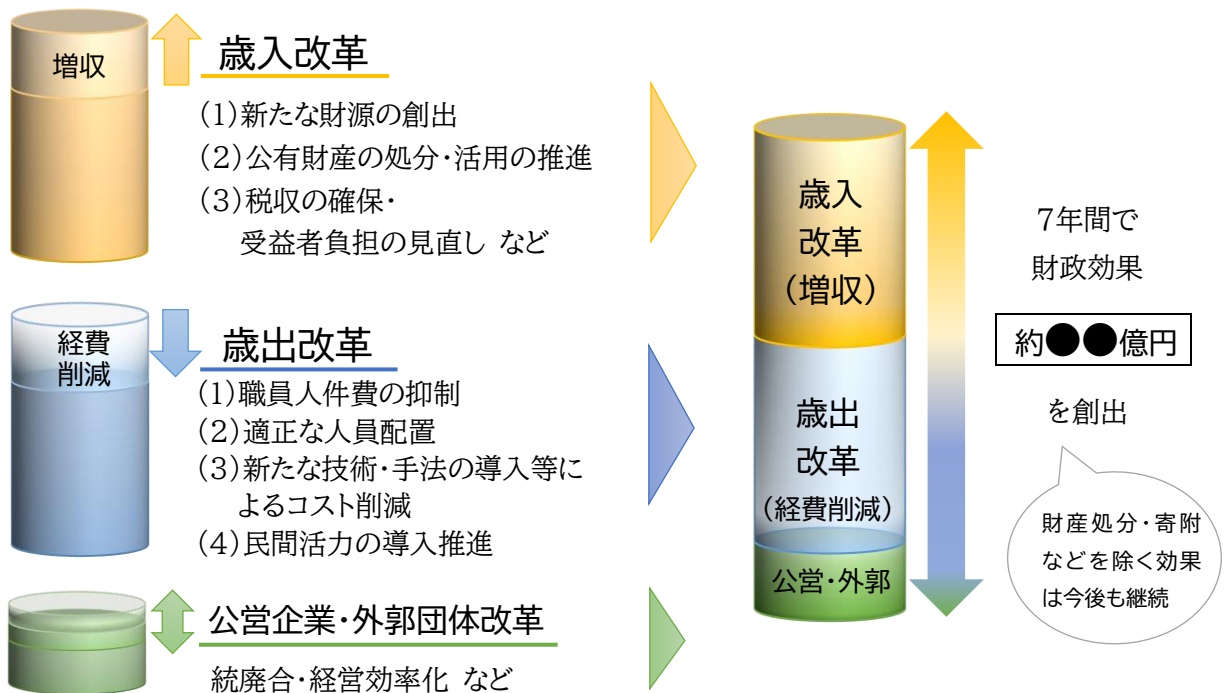 増収
歳入改革
(1)新たな財源の創出
(2)公有財産の処分・活用の推進
(3)税収の確保・
受益者負担の見直し など
経費
削減
歳出改革
(1)職員人件費の抑制
(2)適正な人員配置
(3)新たな技術・手法の導入等に
よるコスト削減
(4)民間活力の導入推進
公営企業・外郭団体改革
統廃合・経営効率化 など
歳入
改革
(増収)
歳出
改革
(経費削減)
公営・外郭
7年間で
財政効果
約●●億円
を創出
財産処分・寄附
などを除く効果
は今後も継続